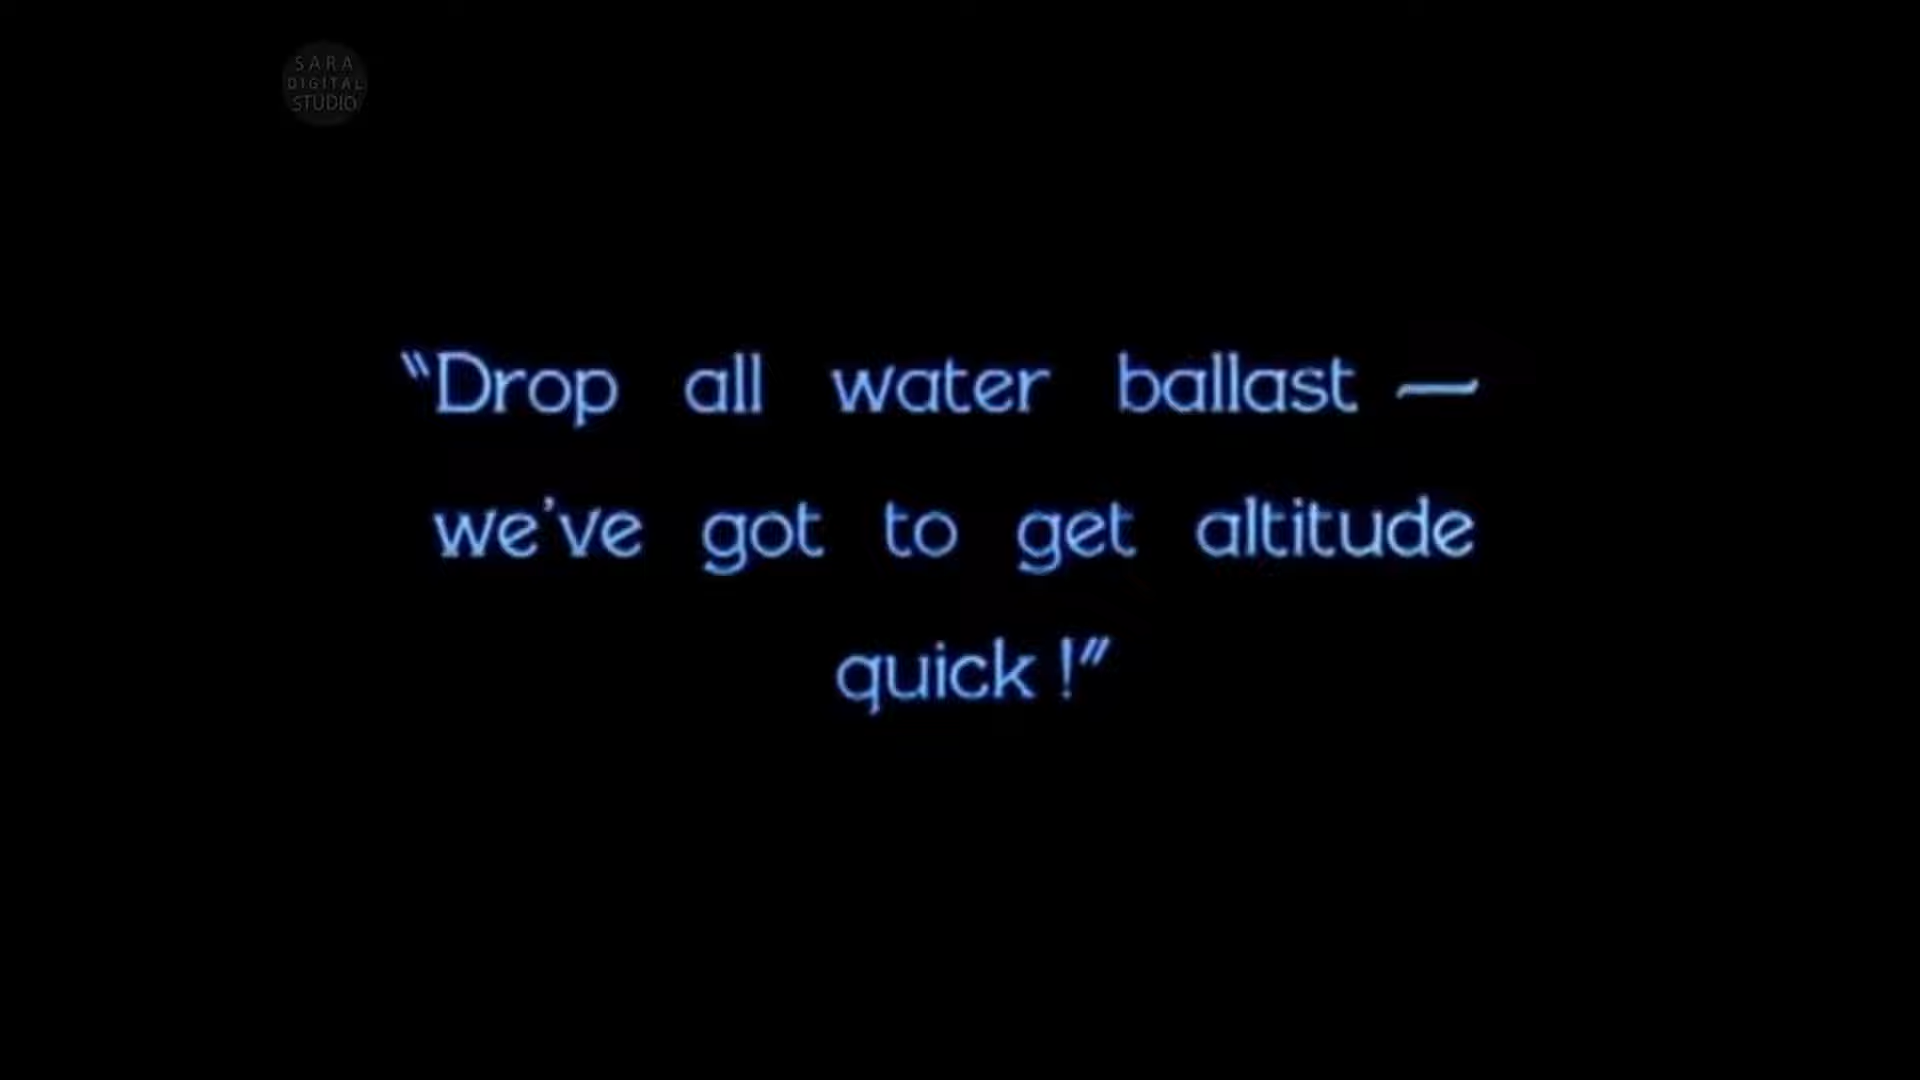 SARA
DIGITAL
STUDIO
“Drop all water ballast —
we've got to get altitude
quick !”